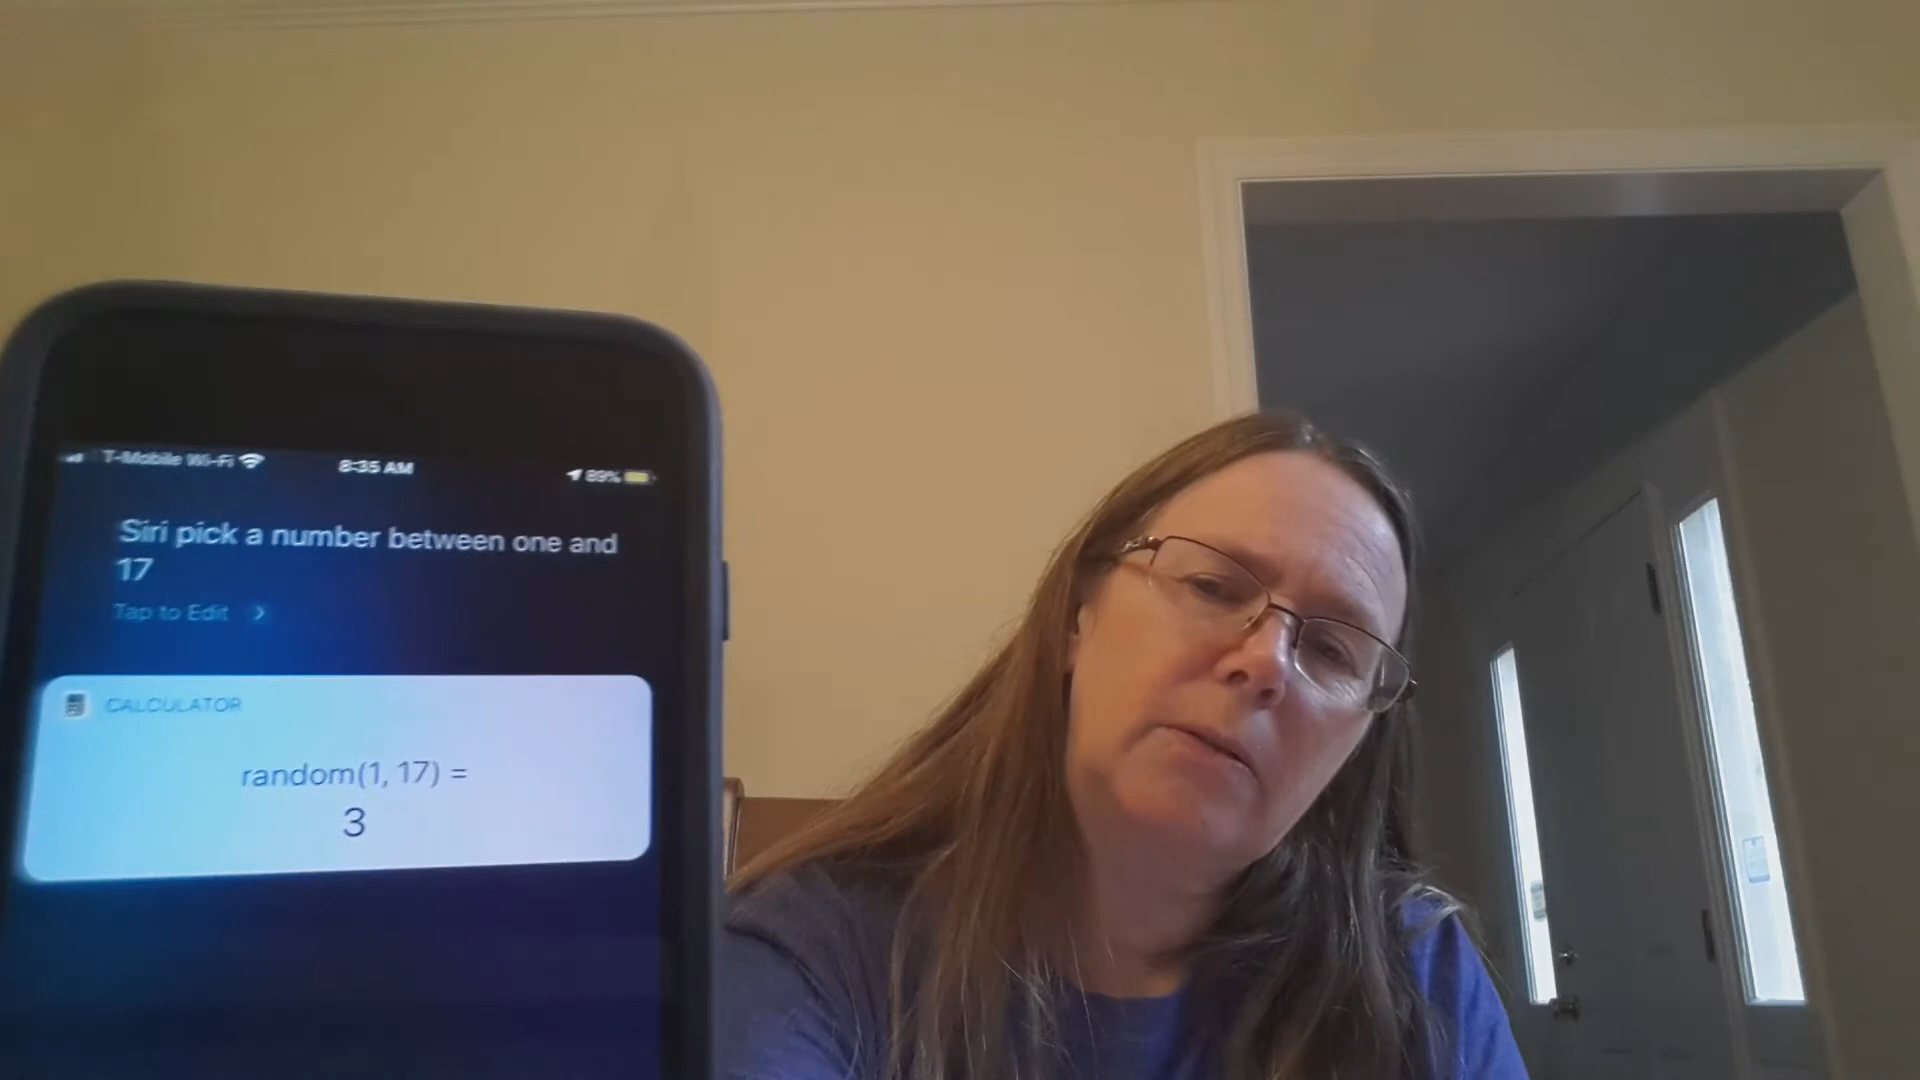 T-Mobile Wi-Fi 8:35 AM 89%
Siri pick a number between one and
17
Tap to Edit >
CALCULATOR
random(1, 17) =
3